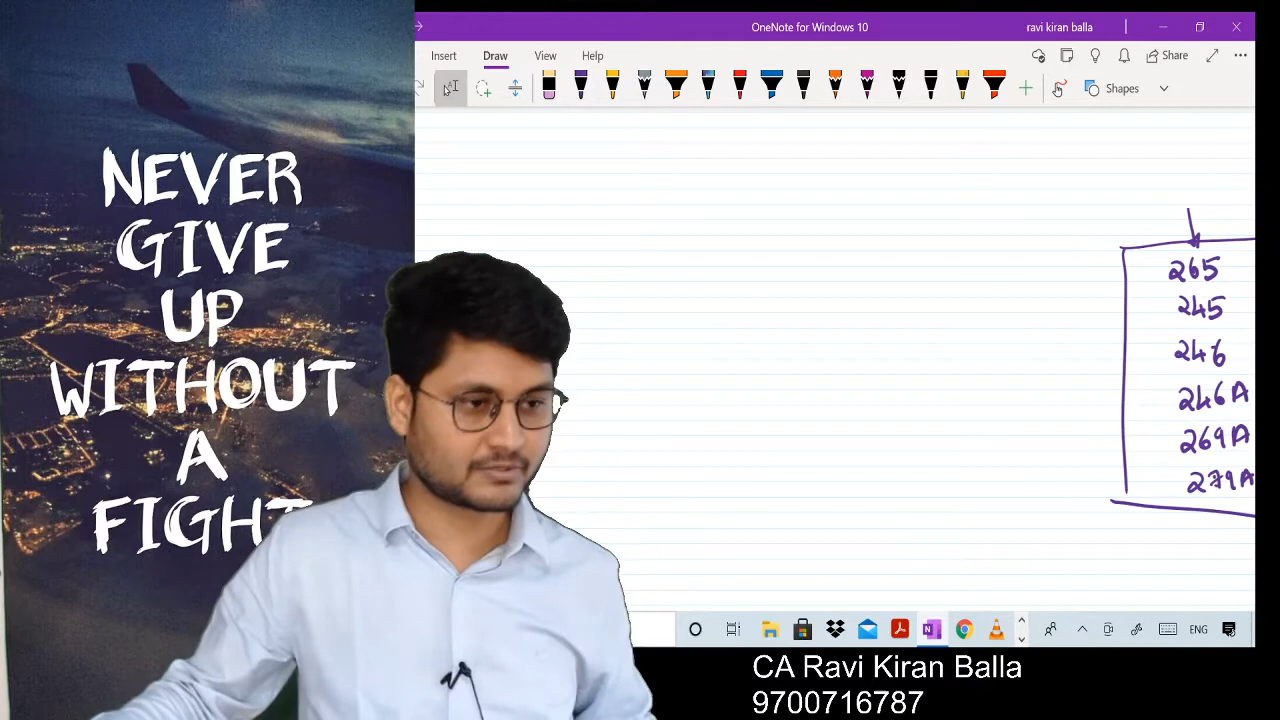 NEVER
GIVE
UP
WITHOUT
A
FIGHT
OneNote for Windows 10
ravi kiran balla
Insert
Draw
View
Help
Share
Shapes
265
245
246
246A
269A
279A
ENG
CA Ravi Kiran Balla
9700716787